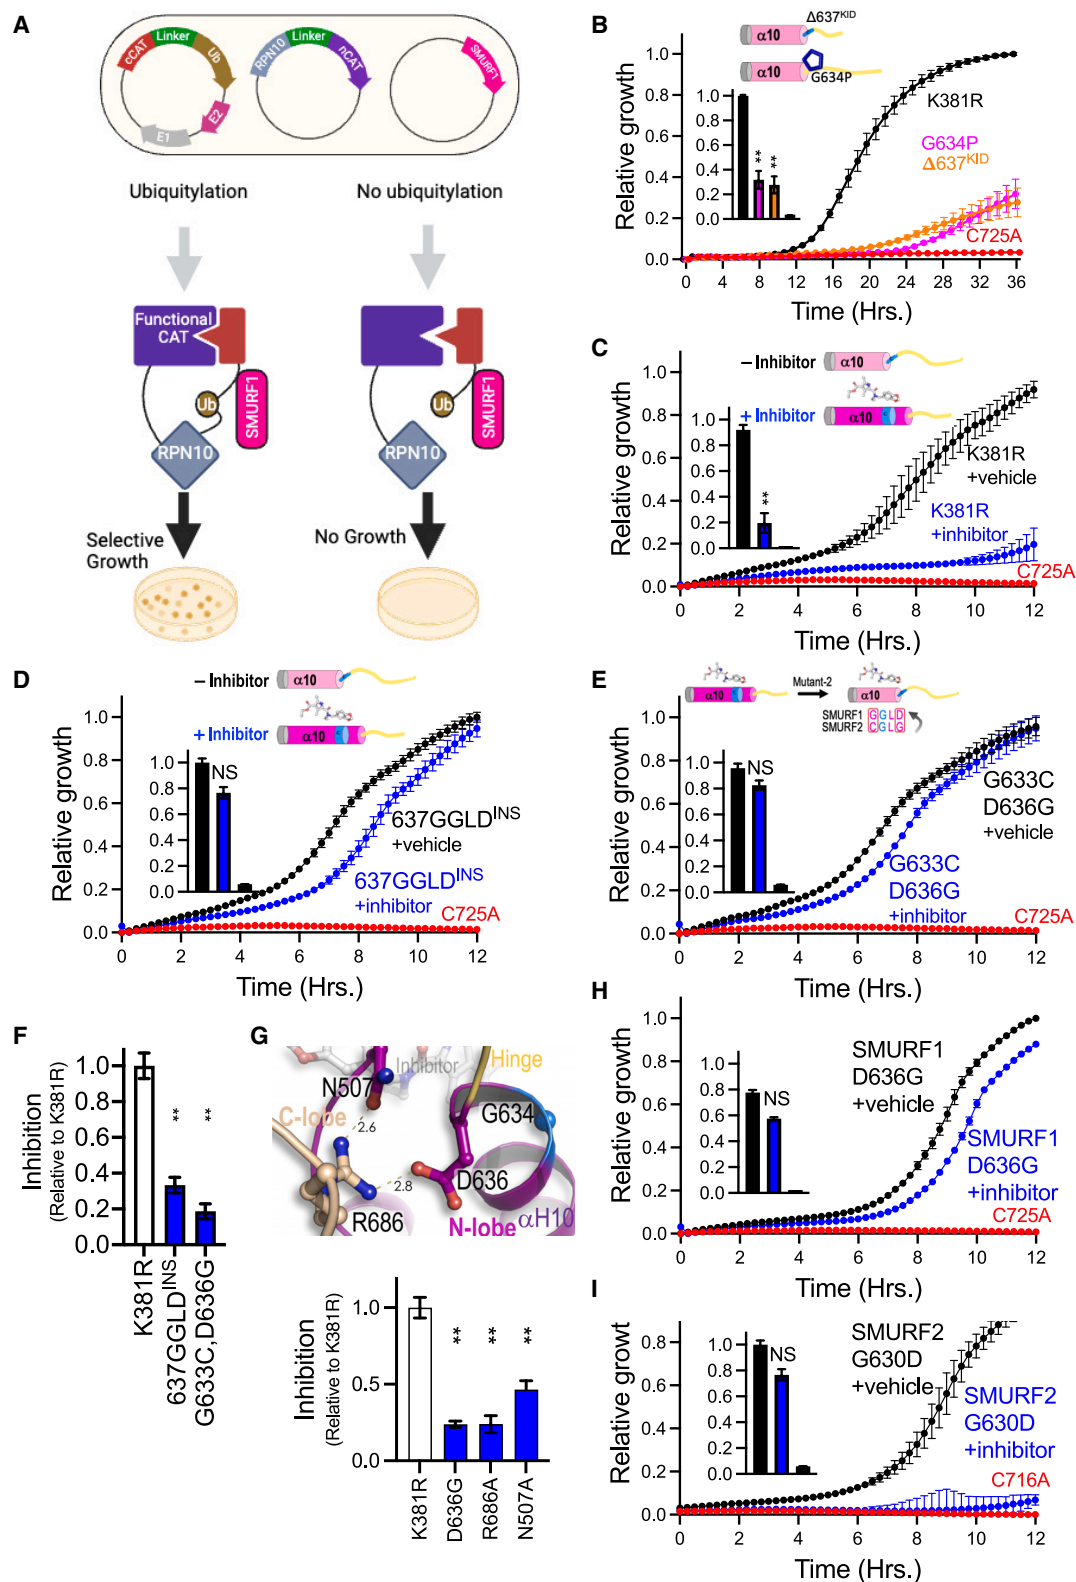 A
cCAT
Linker
Ub
E2
E1
RPN10
Linker
nCAT
SMURF1
Ubiquitylation
No ubiquitylation
Functional
CAT
Ub
SMURF1
RPN10
Ub
SMURF1
RPN10
Selective
Growth
No Growth
B
α10
Δ637KID
α10
G634P
Relative growth
1.0
0.8
0.6
0.4
0.2
0.0
1.0
0.8
0.6
0.4
0.2
0.0
**
**
K381R
G634P
Δ637KID
C725A
0 4 8 12 16 20 24 28 32 36
Time (Hrs.)
C
– Inhibitor
α10
+ Inhibitor
α10
Relative growth
1.0
0.8
0.6
0.4
0.2
0.0
1.0
0.8
0.6
0.4
0.2
0.0
**
K381R
+vehicle
K381R
+inhibitor
C725A
0 2 4 6 8 10 12
Time (Hrs.)
D
– Inhibitor
α10
+ Inhibitor
α10
Relative growth
1.0
0.8
0.6
0.4
0.2
0.0
1.0
0.8
0.6
0.4
0.2
0.0
NS
637GGLDINS
+vehicle
637GGLDINS
+inhibitor
C725A
0 2 4 6 8 10 12
Time (Hrs.)
E
α10
Mutant-2
α10
SMURF1 GGLD
SMURF2 CGLG
Relative growth
1.0
0.8
0.6
0.4
0.2
0.0
1.0
0.8
0.6
0.4
0.2
0.0
NS
G633C
D636G
+vehicle
G633C
D636G
+inhibitor
C725A
0 2 4 6 8 10 12
Time (Hrs.)
F
Inhibition
(Relative to K381R)
1.0
0.8
0.6
0.4
0.2
0.0
**
**
K381R
637GGLDINS
G633C,D636G
G
Inhibitor
Hinge
N507
C-lobe
G634
2.6
2.8
D636
R686
N-lobe
αH10
Inhibition
(Relative to K381R)
1.0
0.5
0.0
**
**
**
K381R
D636G
R686A
N507A
H
Relative growth
1.0
0.8
0.6
0.4
0.2
0.0
1.0
0.8
0.6
0.4
0.2
0.0
NS
SMURF1
D636G
+vehicle
SMURF1
D636G
+inhibitor
C725A
0 2 4 6 8 10 12
Time (Hrs.)
I
Relative growt
0.8
0.6
0.4
0.2
0.0
1.0
0.8
0.6
0.4
0.2
0.0
NS
SMURF2
G630D
+vehicle
SMURF2
G630D
+inhibitor
C716A
0 2 4 6 8 10 12
Time (Hrs.)